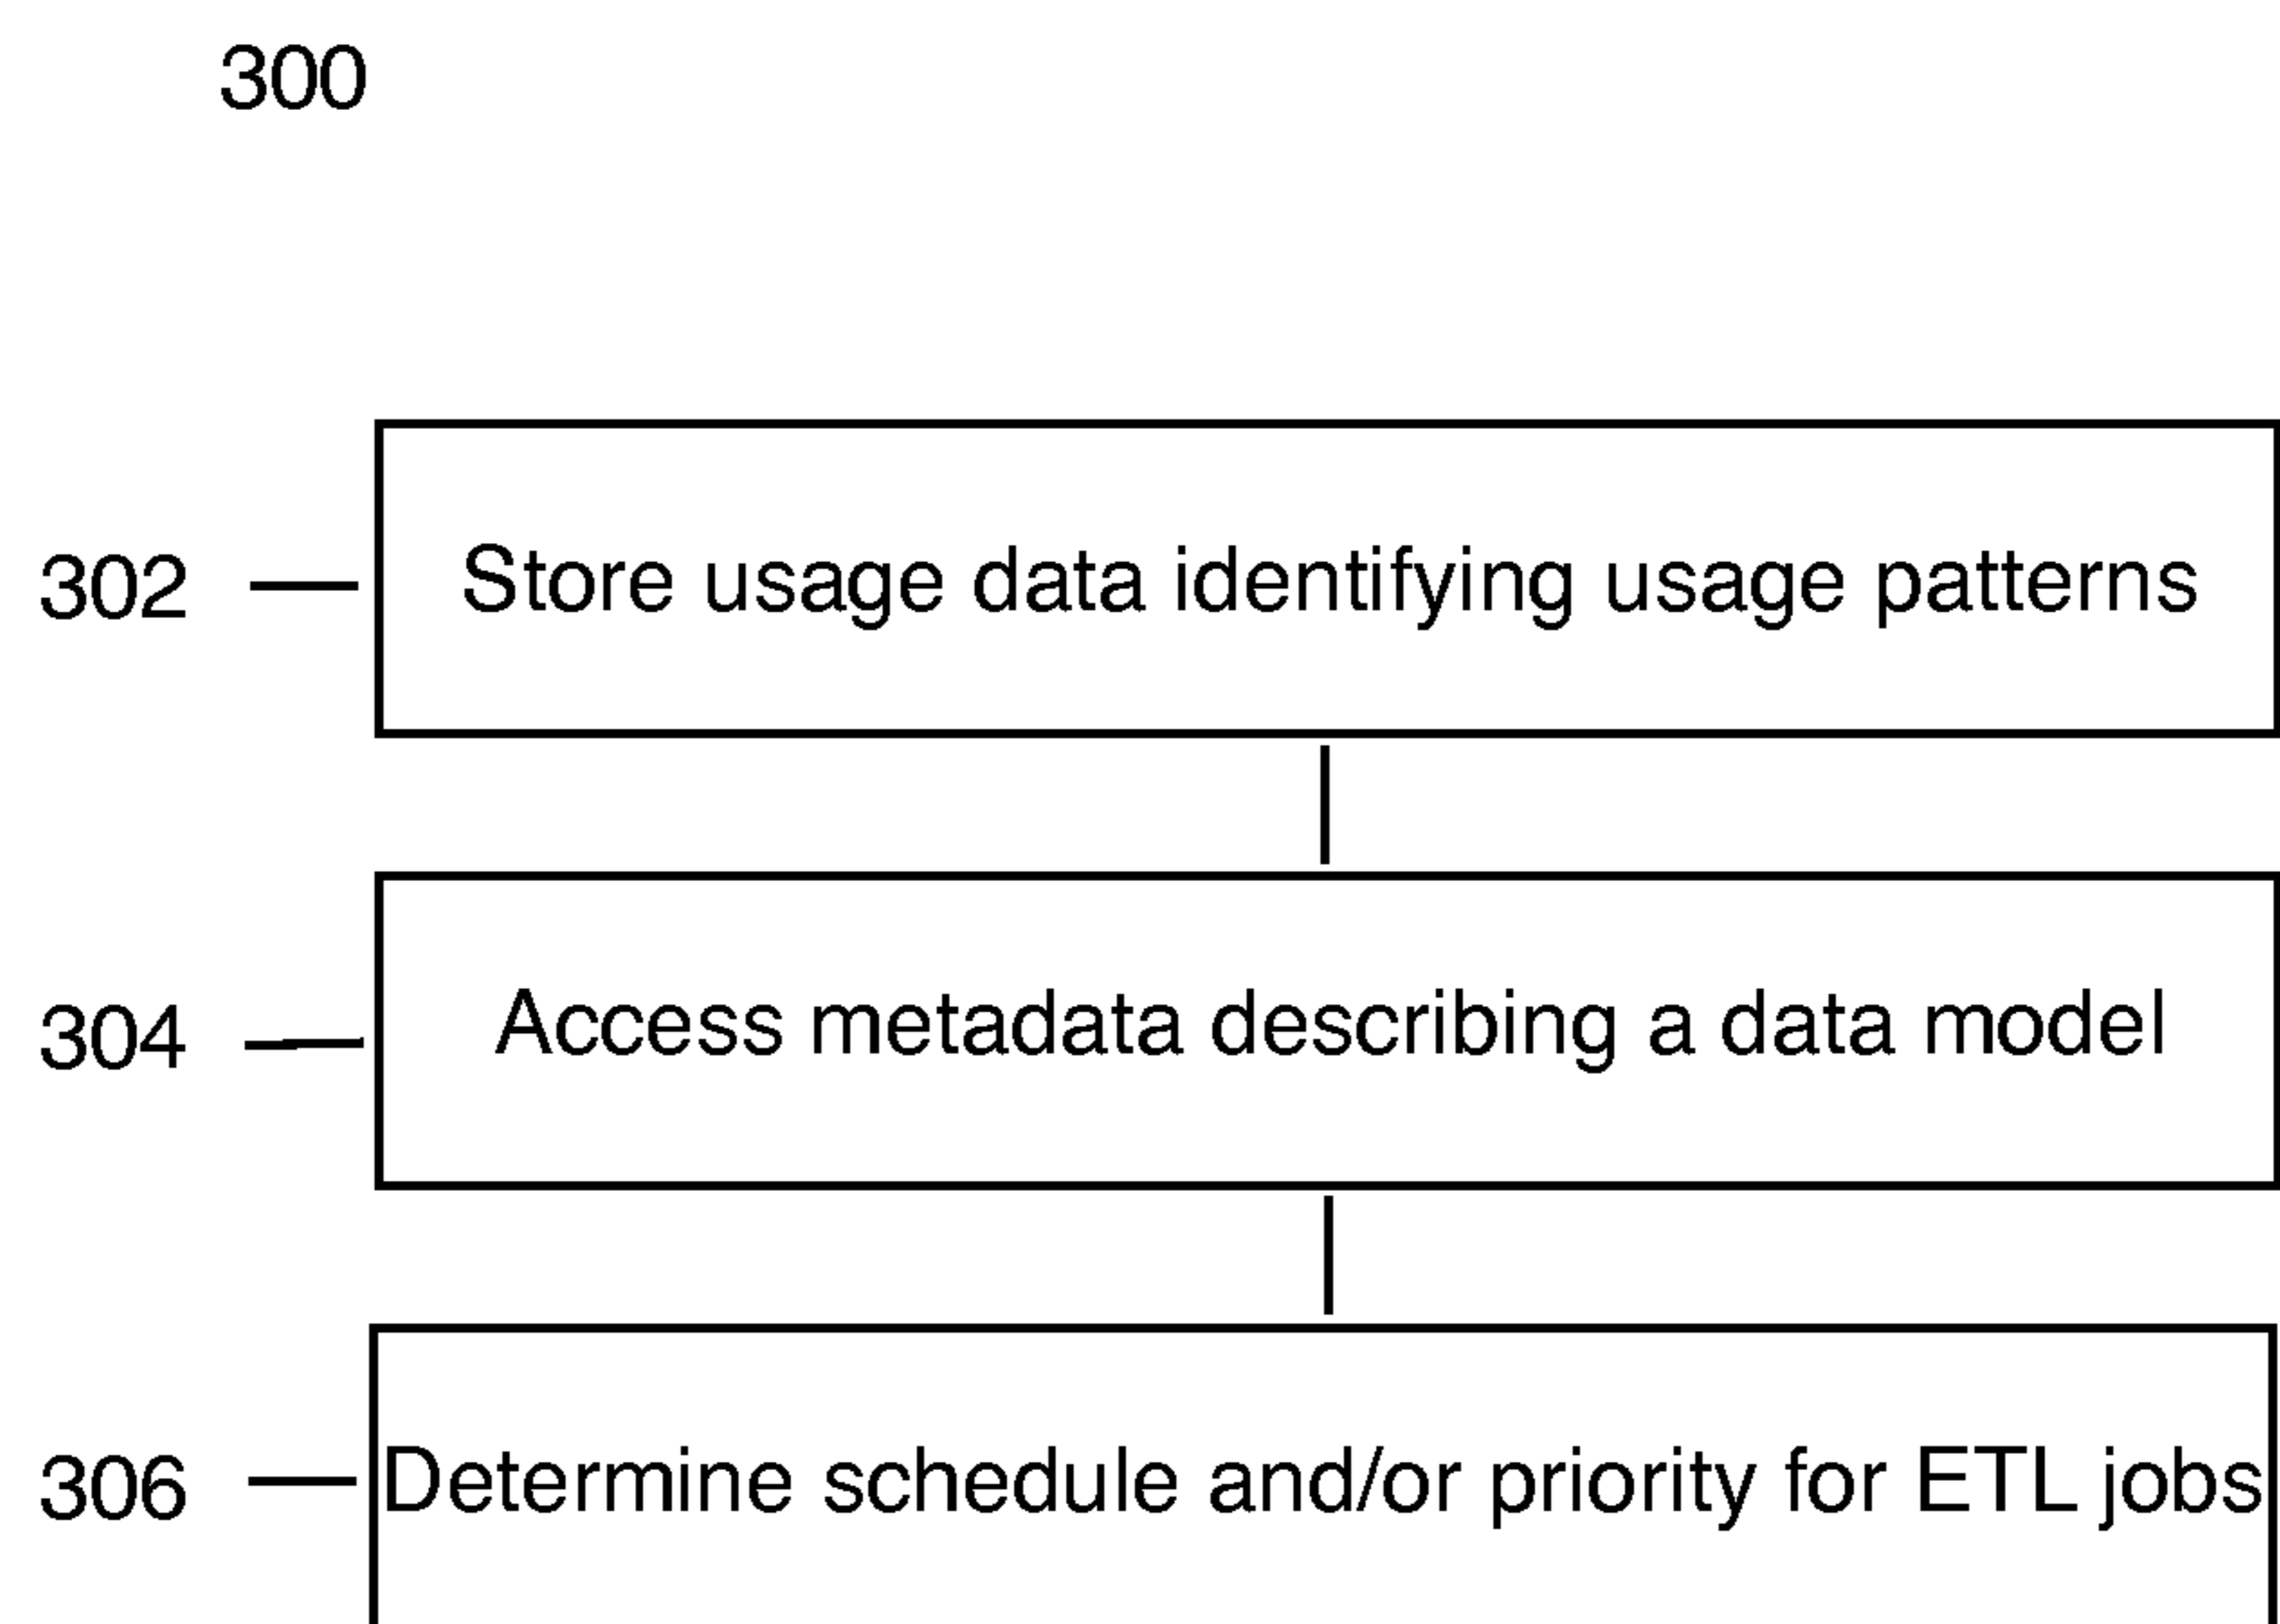 300
302 Store usage data identifying usage patterns
304 Access metadata describing a data model
306 Determine schedule and/or priority for ETL jobs